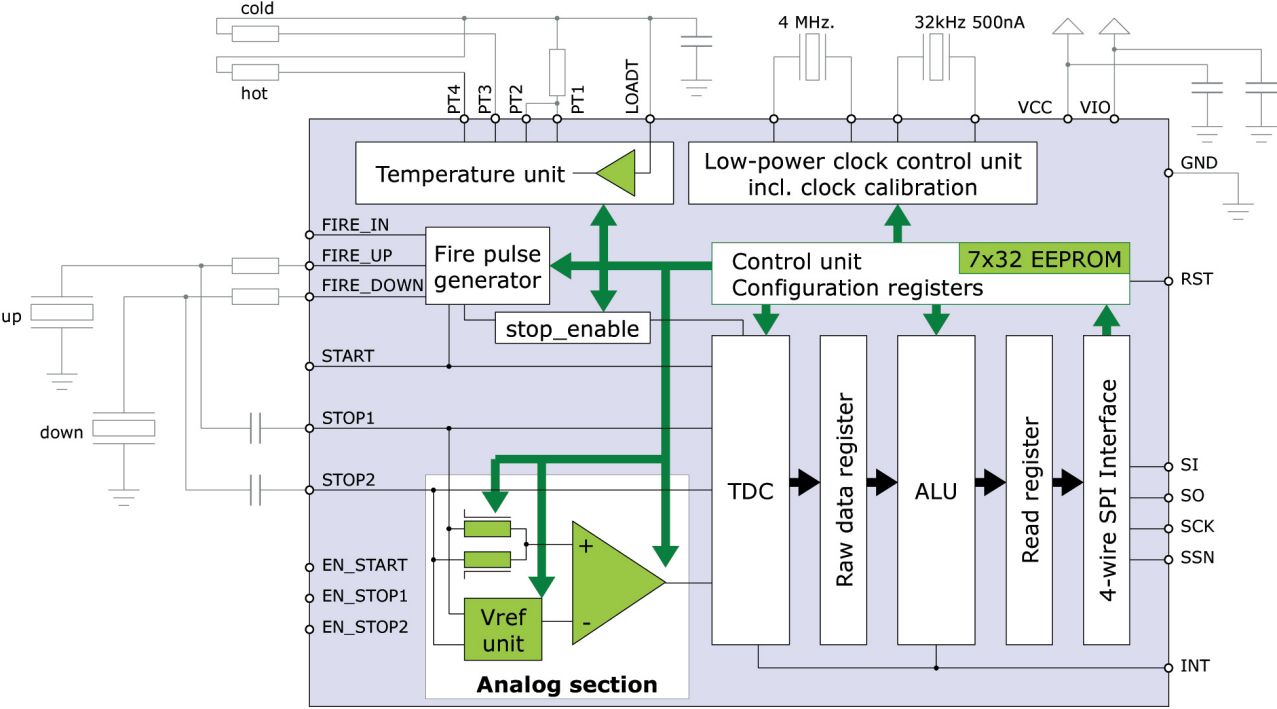 cold
hot
4 MHz.
32kHz 500nA
PT4
PT3
PT2
PT1
LOADT
VCC
VIO
GND
Temperature unit
Low-power clock control unit
incl. clock calibration
FIRE_IN
FIRE_UP
FIRE_DOWN
Fire pulse
generator
Control unit
Configuration registers
7x32 EEPROM
RST
up
stop_enable
START
STOP1
down
STOP2
TDC
Raw data register
ALU
Read register
4-wire SPI Interface
SI
SO
SCK
SSN
EN_START
EN_STOP1
EN_STOP2
+
-
Vref
unit
Analog section
INT